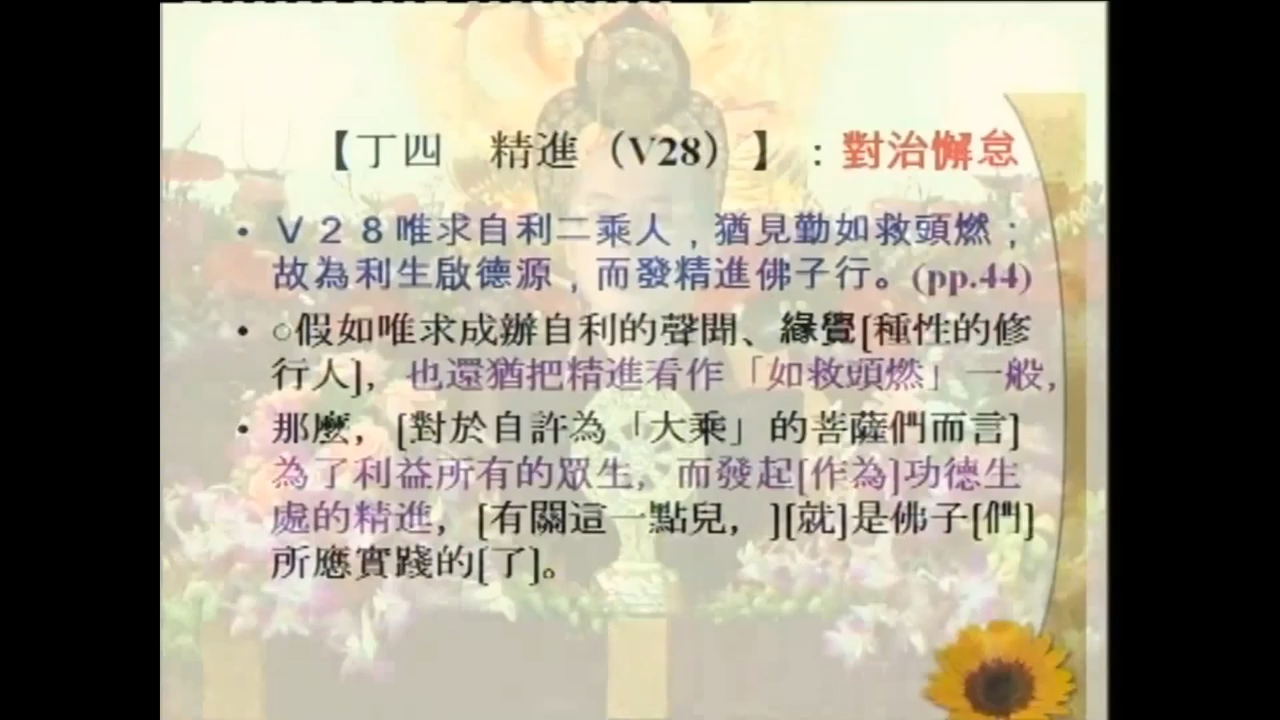 【丁四　精進（V28）】：對治懈怠
• Ｖ２８唯求自利二乘人，猶見勤如救頭燃；
故為利生啟德源，而發精進佛子行。(pp.44)
• ○假如唯求成辦自利的聲聞、緣覺[種性的修
行人]，也還猶把精進看作「如救頭燃」一般，
• 那麼，[對於自許為「大乘」的菩薩們而言]
為了利益所有的眾生，而發起[作為]功德生
處的精進，[有關這一點兒，][就]是佛子[們]
所應實踐的[了]。